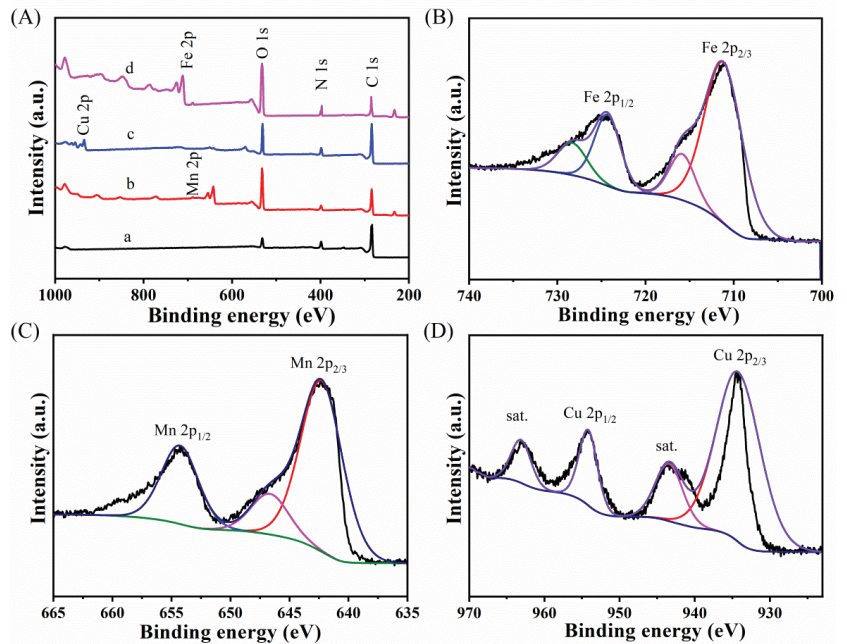 (A)
Intensity (a.u.)
d
c
b
a
Cu 2p
Mn 2p
Fe 2p
O 1s
N 1s
C 1s
1000 800 600 400 200
Binding energy (eV)
(B)
Intensity (a.u.)
Fe 2p1/2
Fe 2p2/3
740 730 720 710 700
Binding energy (eV)
(C)
Intensity (a.u.)
Mn 2p1/2
Mn 2p2/3
665 660 655 650 645 640 635
Binding energy (eV)
(D)
Intensity (a.u.)
sat.
Cu 2p1/2
sat.
Cu 2p2/3
970 960 950 940 930
Binding energy (eV)